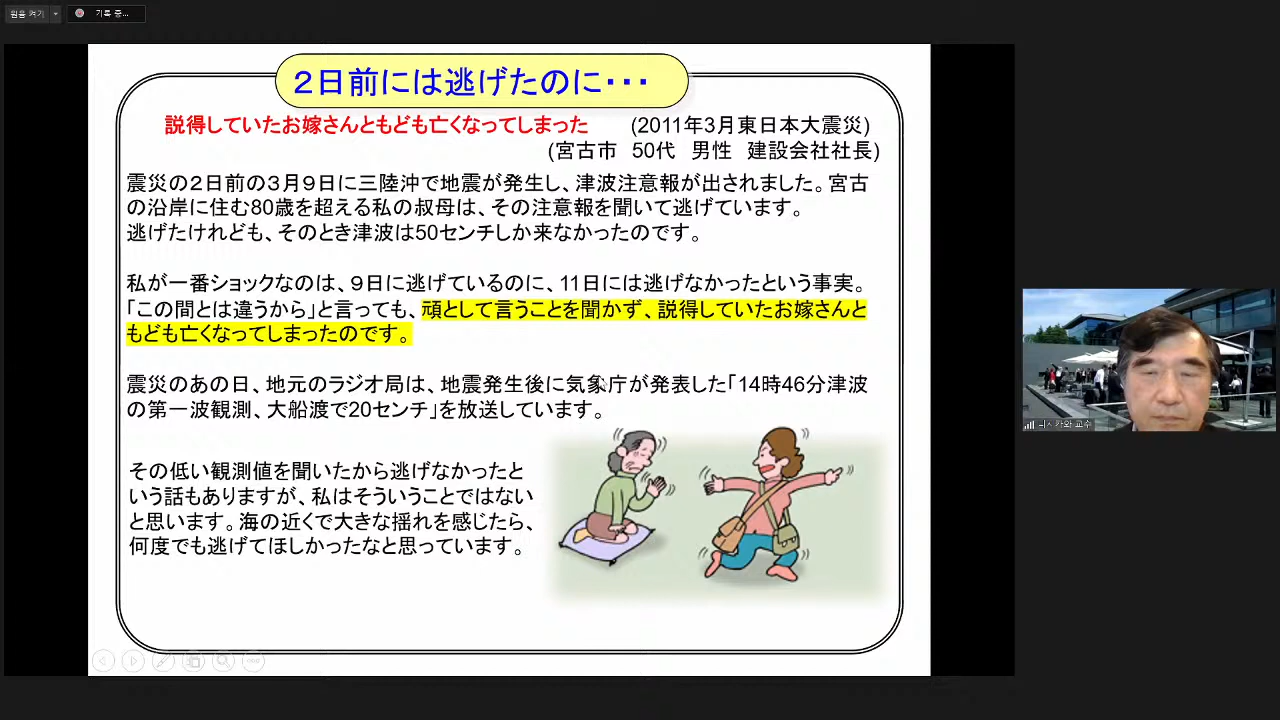 원음 켜기
기록 중...
２日前には逃げたのに・・・
説得していたお嫁さんともども亡くなってしまった (2011年3月東日本大震災)
(宮古市 50代 男性 建設会社社長)
震災の２日前の３月９日に三陸沖で地震が発生し、津波注意報が出されました。宮古
の沿岸に住む80歳を超える私の叔母は、その注意報を聞いて逃げています。
逃げたけれども、そのとき津波は50センチしか来なかったのです。
私が一番ショックなのは、９日に逃げているのに、11日には逃げなかったという事実。
「この間とは違うから」と言っても、頑として言うことを聞かず、説得していたお嫁さんと
もども亡くなってしまったのです。
震災のあの日、地元のラジオ局は、地震発生後に気象庁が発表した「14時46分津波
の第一波観測、大船渡で20センチ」を放送しています。
その低い観測値を聞いたから逃げなかったと
いう話もありますが、私はそういうことではない
と思います。海の近くで大きな揺れを感じたら、
何度でも逃げてほしかったなと思っています。
교수